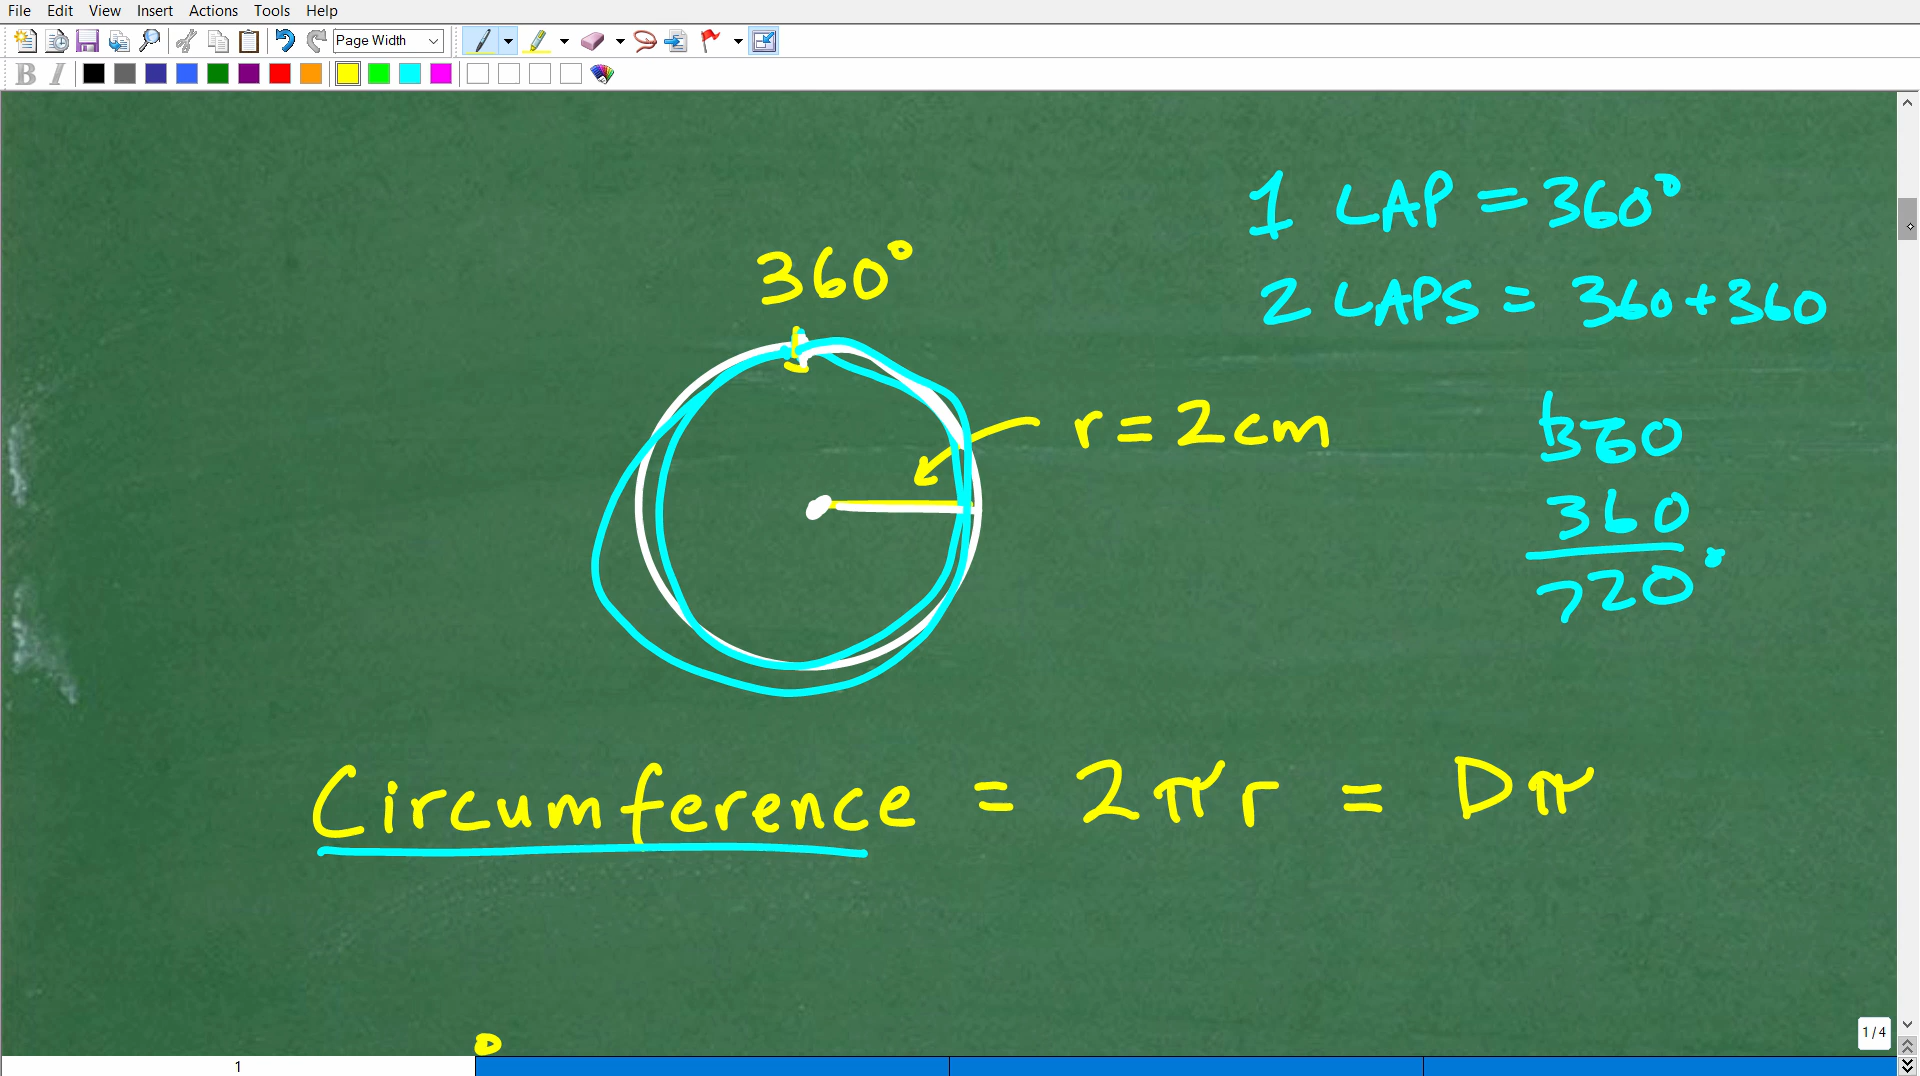 File Edit View Insert Actions Tools Help
Page Width
B I
1 LAP = 360°
360°
2 LAPS = 360+360
r = 2cm
360
360
720°
Circumference = 2πr = Dπ
1 / 4
1